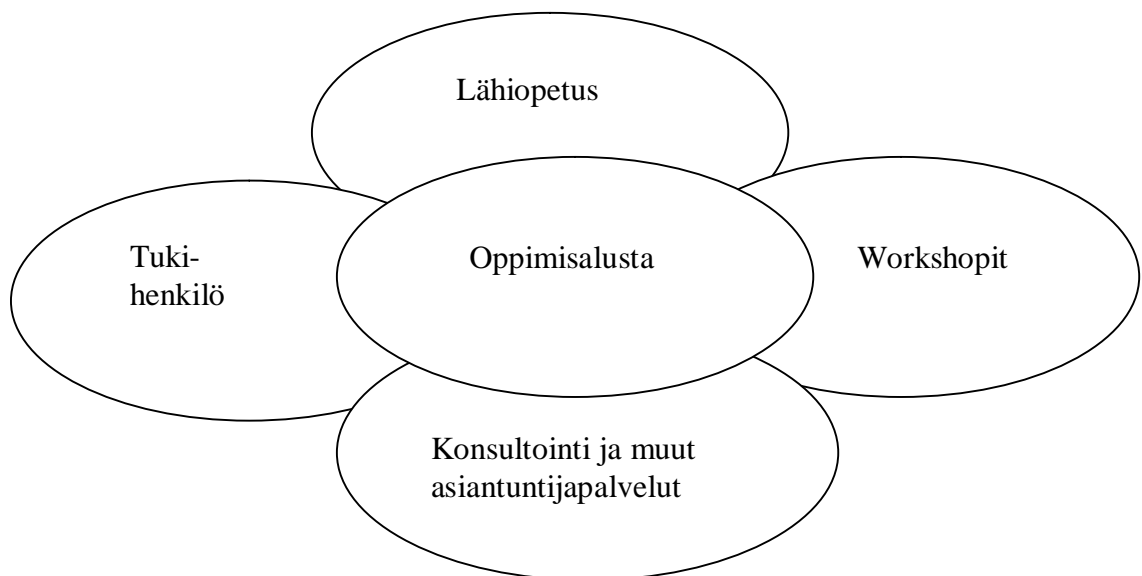 Lähiopetus
Tuki-
henkilö
Oppimisalusta
Workshopit
Konsultointi ja muut
asiantuntijapalvelut